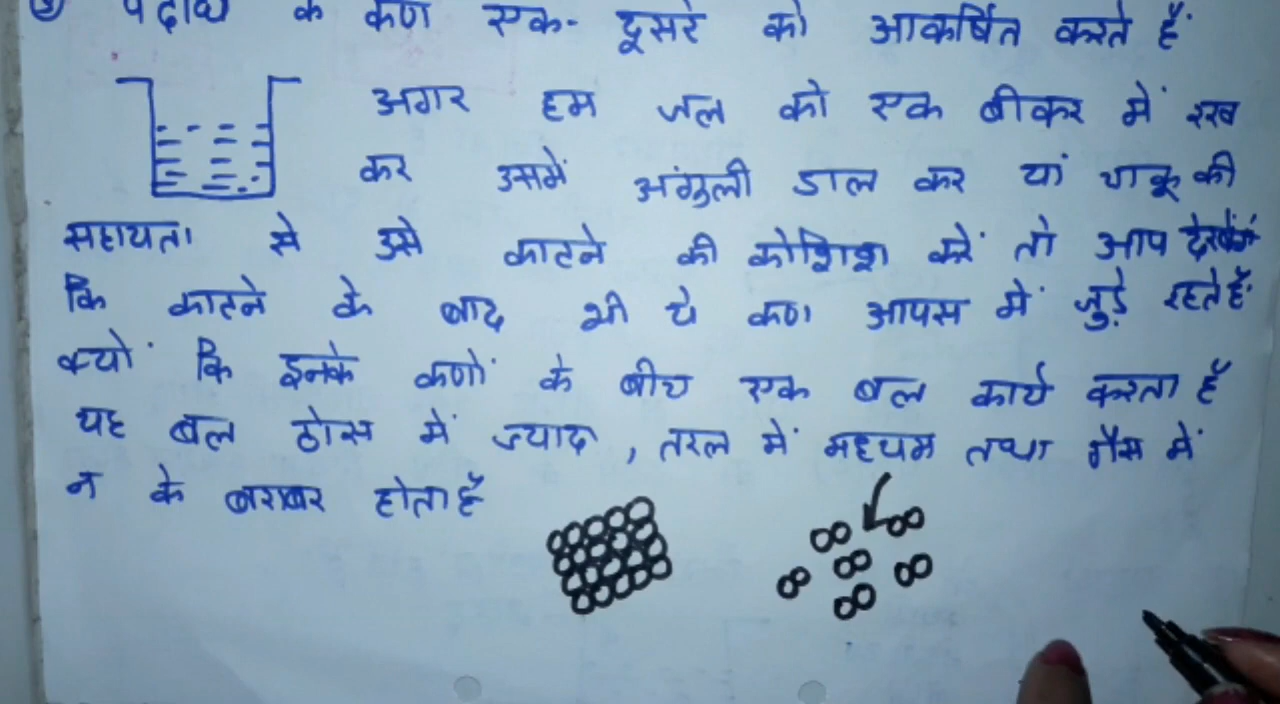 ③ पदार्थ के कण एक- दूसरे को आकर्षित करते हैं
अगर हम जल को एक बीकर में रख
कर उसमें अंगुली डाल कर यां चाकू की
सहायता से उसे काटने की कोशिश करें तो आप देखेंगें
कि काटने के बाद भी ये कण आपस में जुड़े रहते हैं
क्यों कि इनके कणों के बीच एक बल कार्य करता है
यह बल ठोस में ज्यादा , तरल में मध्यम तथा गैस में
न के बराबर होता है